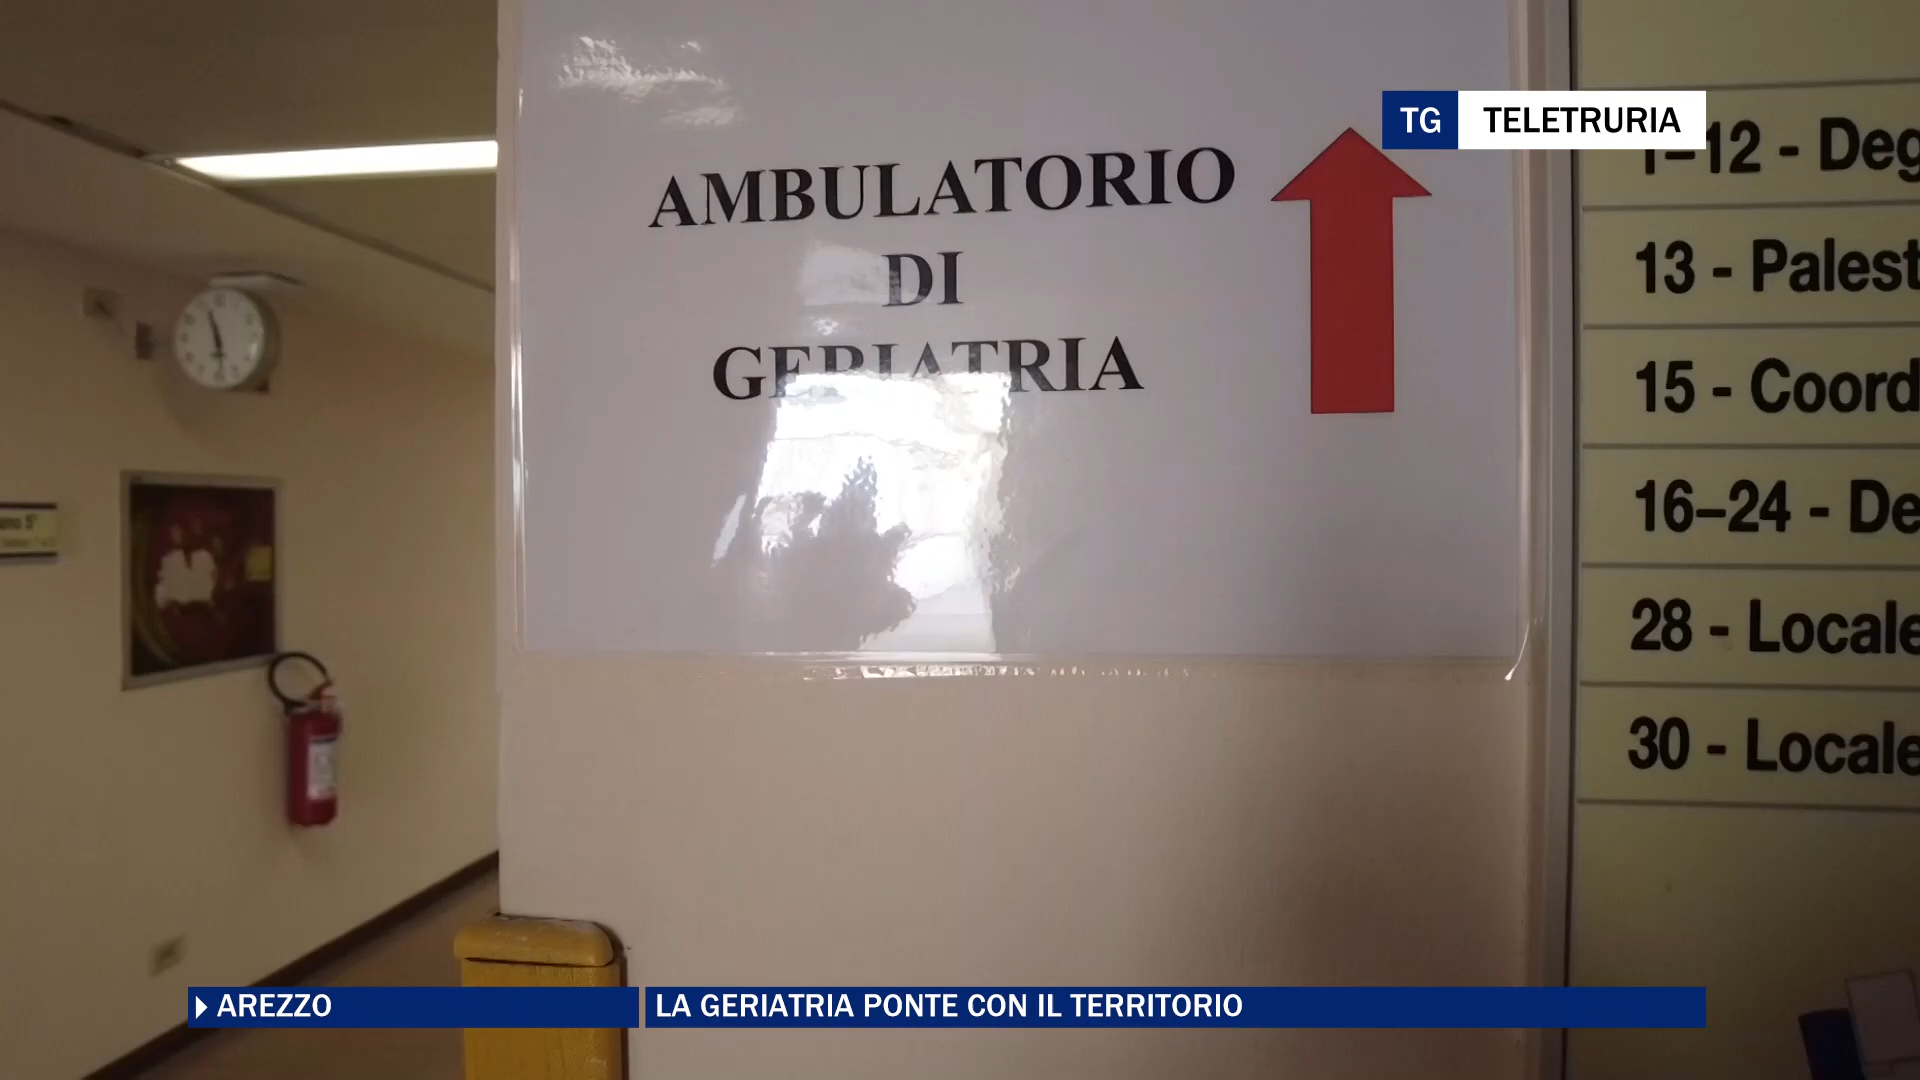 TG TELETRURIA
AMBULATORIO
DI
GERIATRIA
1–12 - Deg
13 - Palest
15 - Coord
16–24 - De
28 - Locale
30 - Locale
AREZZO
LA GERIATRIA PONTE CON IL TERRITORIO